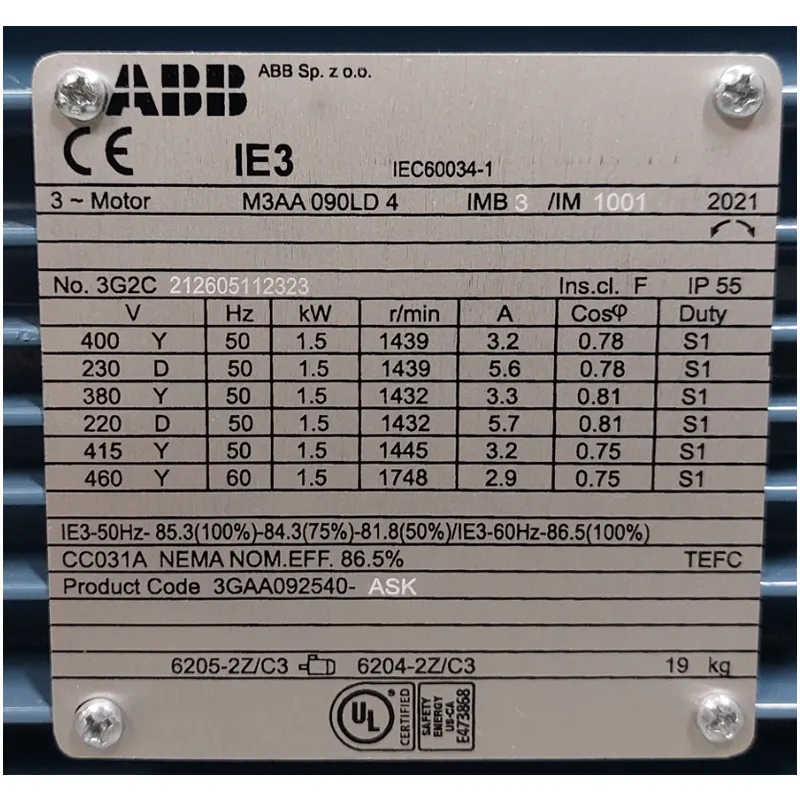 ABB ABB Sp. z o.o.
CE IE3 IEC60034-1
3 ~ Motor M3AA 090LD 4 IMB 3 /IM 1001 2021
No. 3G2C 212605112323 Ins.cl. F IP 55
V Hz kW r/min A Cosφ Duty
400 Y 50 1.5 1439 3.2 0.78 S1
230 D 50 1.5 1439 5.6 0.78 S1
380 Y 50 1.5 1432 3.3 0.81 S1
220 D 50 1.5 1432 5.7 0.81 S1
415 Y 50 1.5 1445 3.2 0.75 S1
460 Y 60 1.5 1748 2.9 0.75 S1
IE3-50Hz- 85.3(100%)-84.3(75%)-81.8(50%)/IE3-60Hz-86.5(100%)
CC031A NEMA NOM.EFF. 86.5% TEFC
Product Code 3GAA092540- ASK
6205-2Z/C3 6204-2Z/C3 19 kg
UL ® CERTIFIED
SAFETY
ENERGY
US-CA
E473868